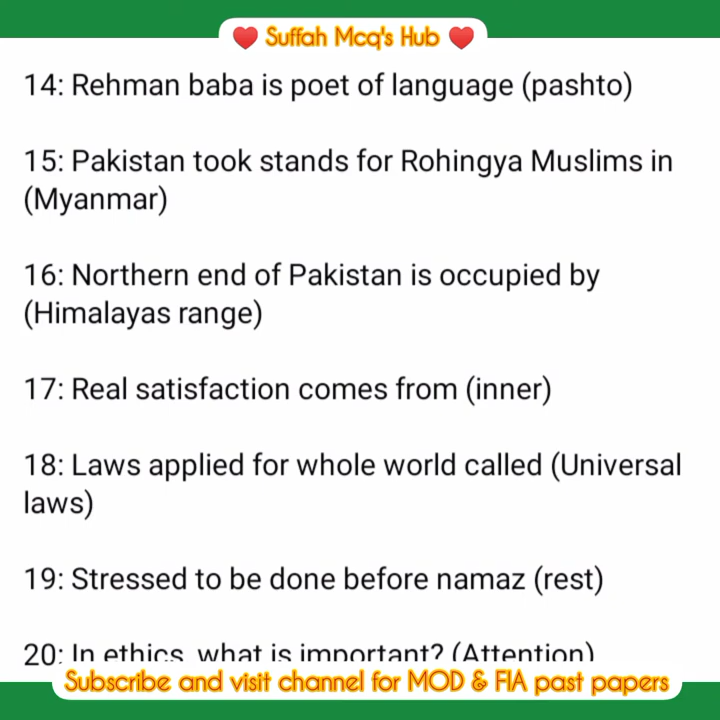 ❤️ Suffah Mcq's Hub ❤️
14: Rehman baba is poet of language (pashto)
15: Pakistan took stands for Rohingya Muslims in
(Myanmar)
16: Northern end of Pakistan is occupied by
(Himalayas range)
17: Real satisfaction comes from (inner)
18: Laws applied for whole world called (Universal
laws)
19: Stressed to be done before namaz (rest)
20: In ethics, what is important? (Attention)
Subscribe and visit channel for MOD & FIA past papers